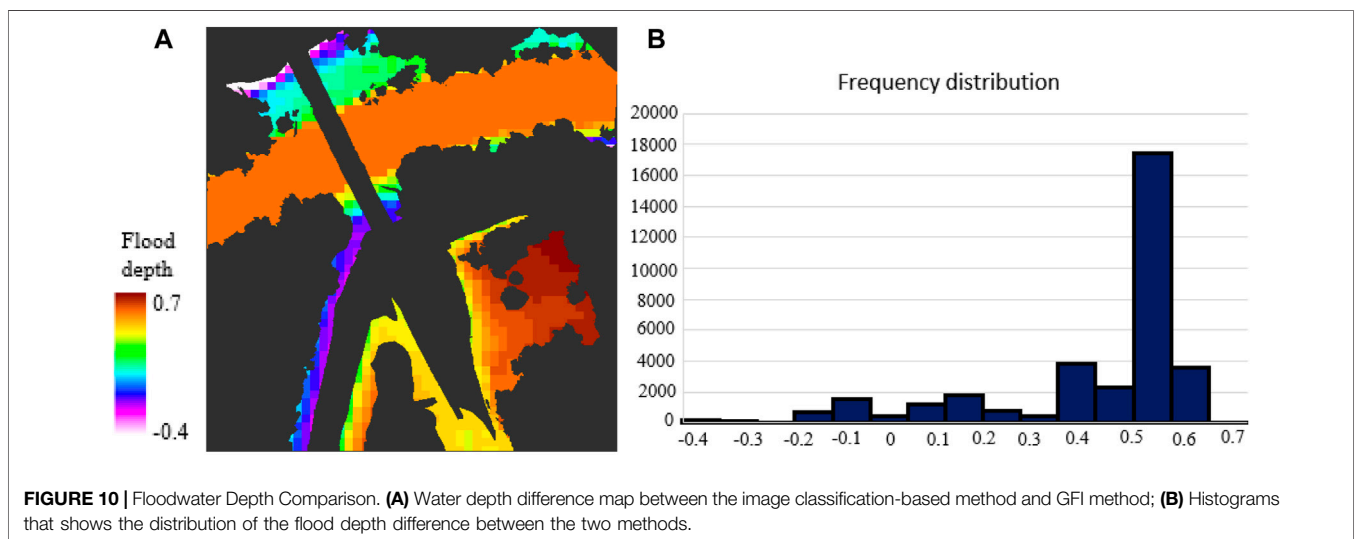 A
B
Frequency distribution
Flood
depth
0.7
-0.4
20000
18000
16000
14000
12000
10000
8000
6000
4000
2000
0
-0.4 -0.3 -0.2 -0.1 0 0.1 0.2 0.3 0.4 0.5 0.6 0.7
FIGURE 10 | Floodwater Depth Comparison. (A) Water depth difference map between the image classification-based method and GFI method; (B) Histograms
that shows the distribution of the flood depth difference between the two methods.